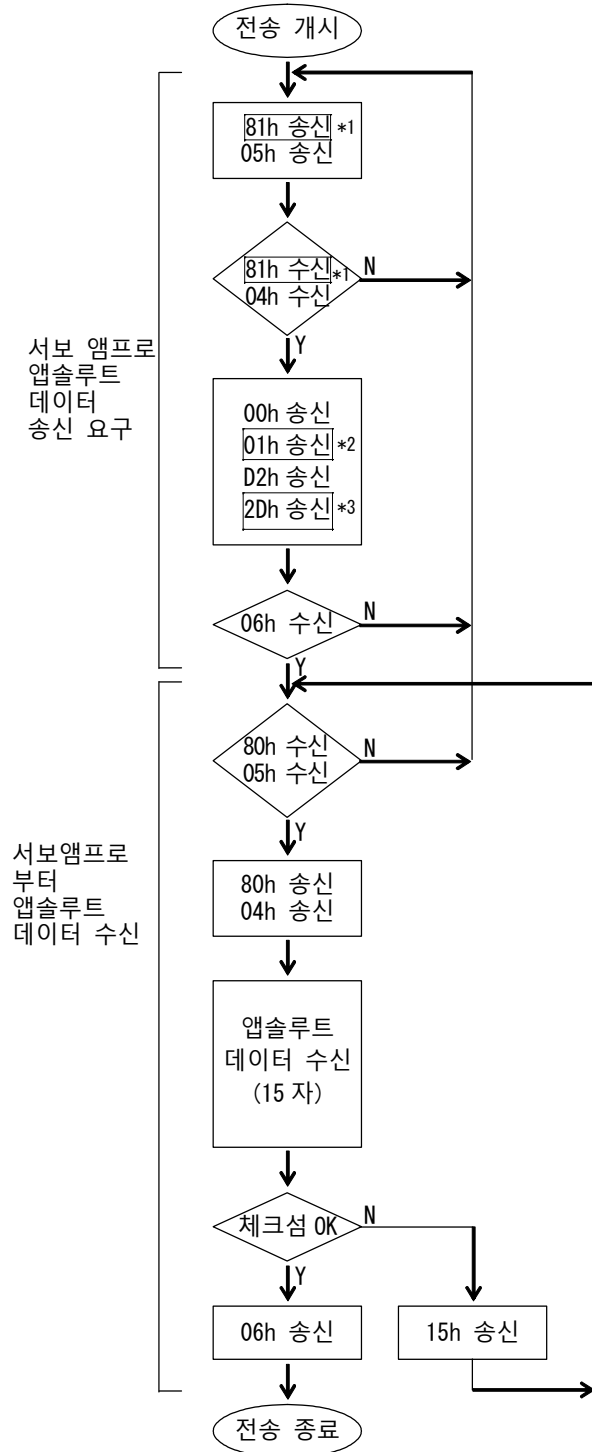 전송 개시
81h 송신 *1
05h 송신
81h 수신 *1
N
04h 수신
Y
서보 앰프로
앱솔루트
데이터
송신 요구
00h 송신
01h 송신 *2
D2h 송신
2Dh 송신 *3
06h 수신
N
Y
80h 수신
N
05h 수신
Y
서보앰프로
부터
앱솔루트
데이터 수신
80h 송신
04h 송신
앱솔루트
데이터 수신
(15 자)
체크섬 OK
N
Y
06h 송신
15h 송신
전송 종료